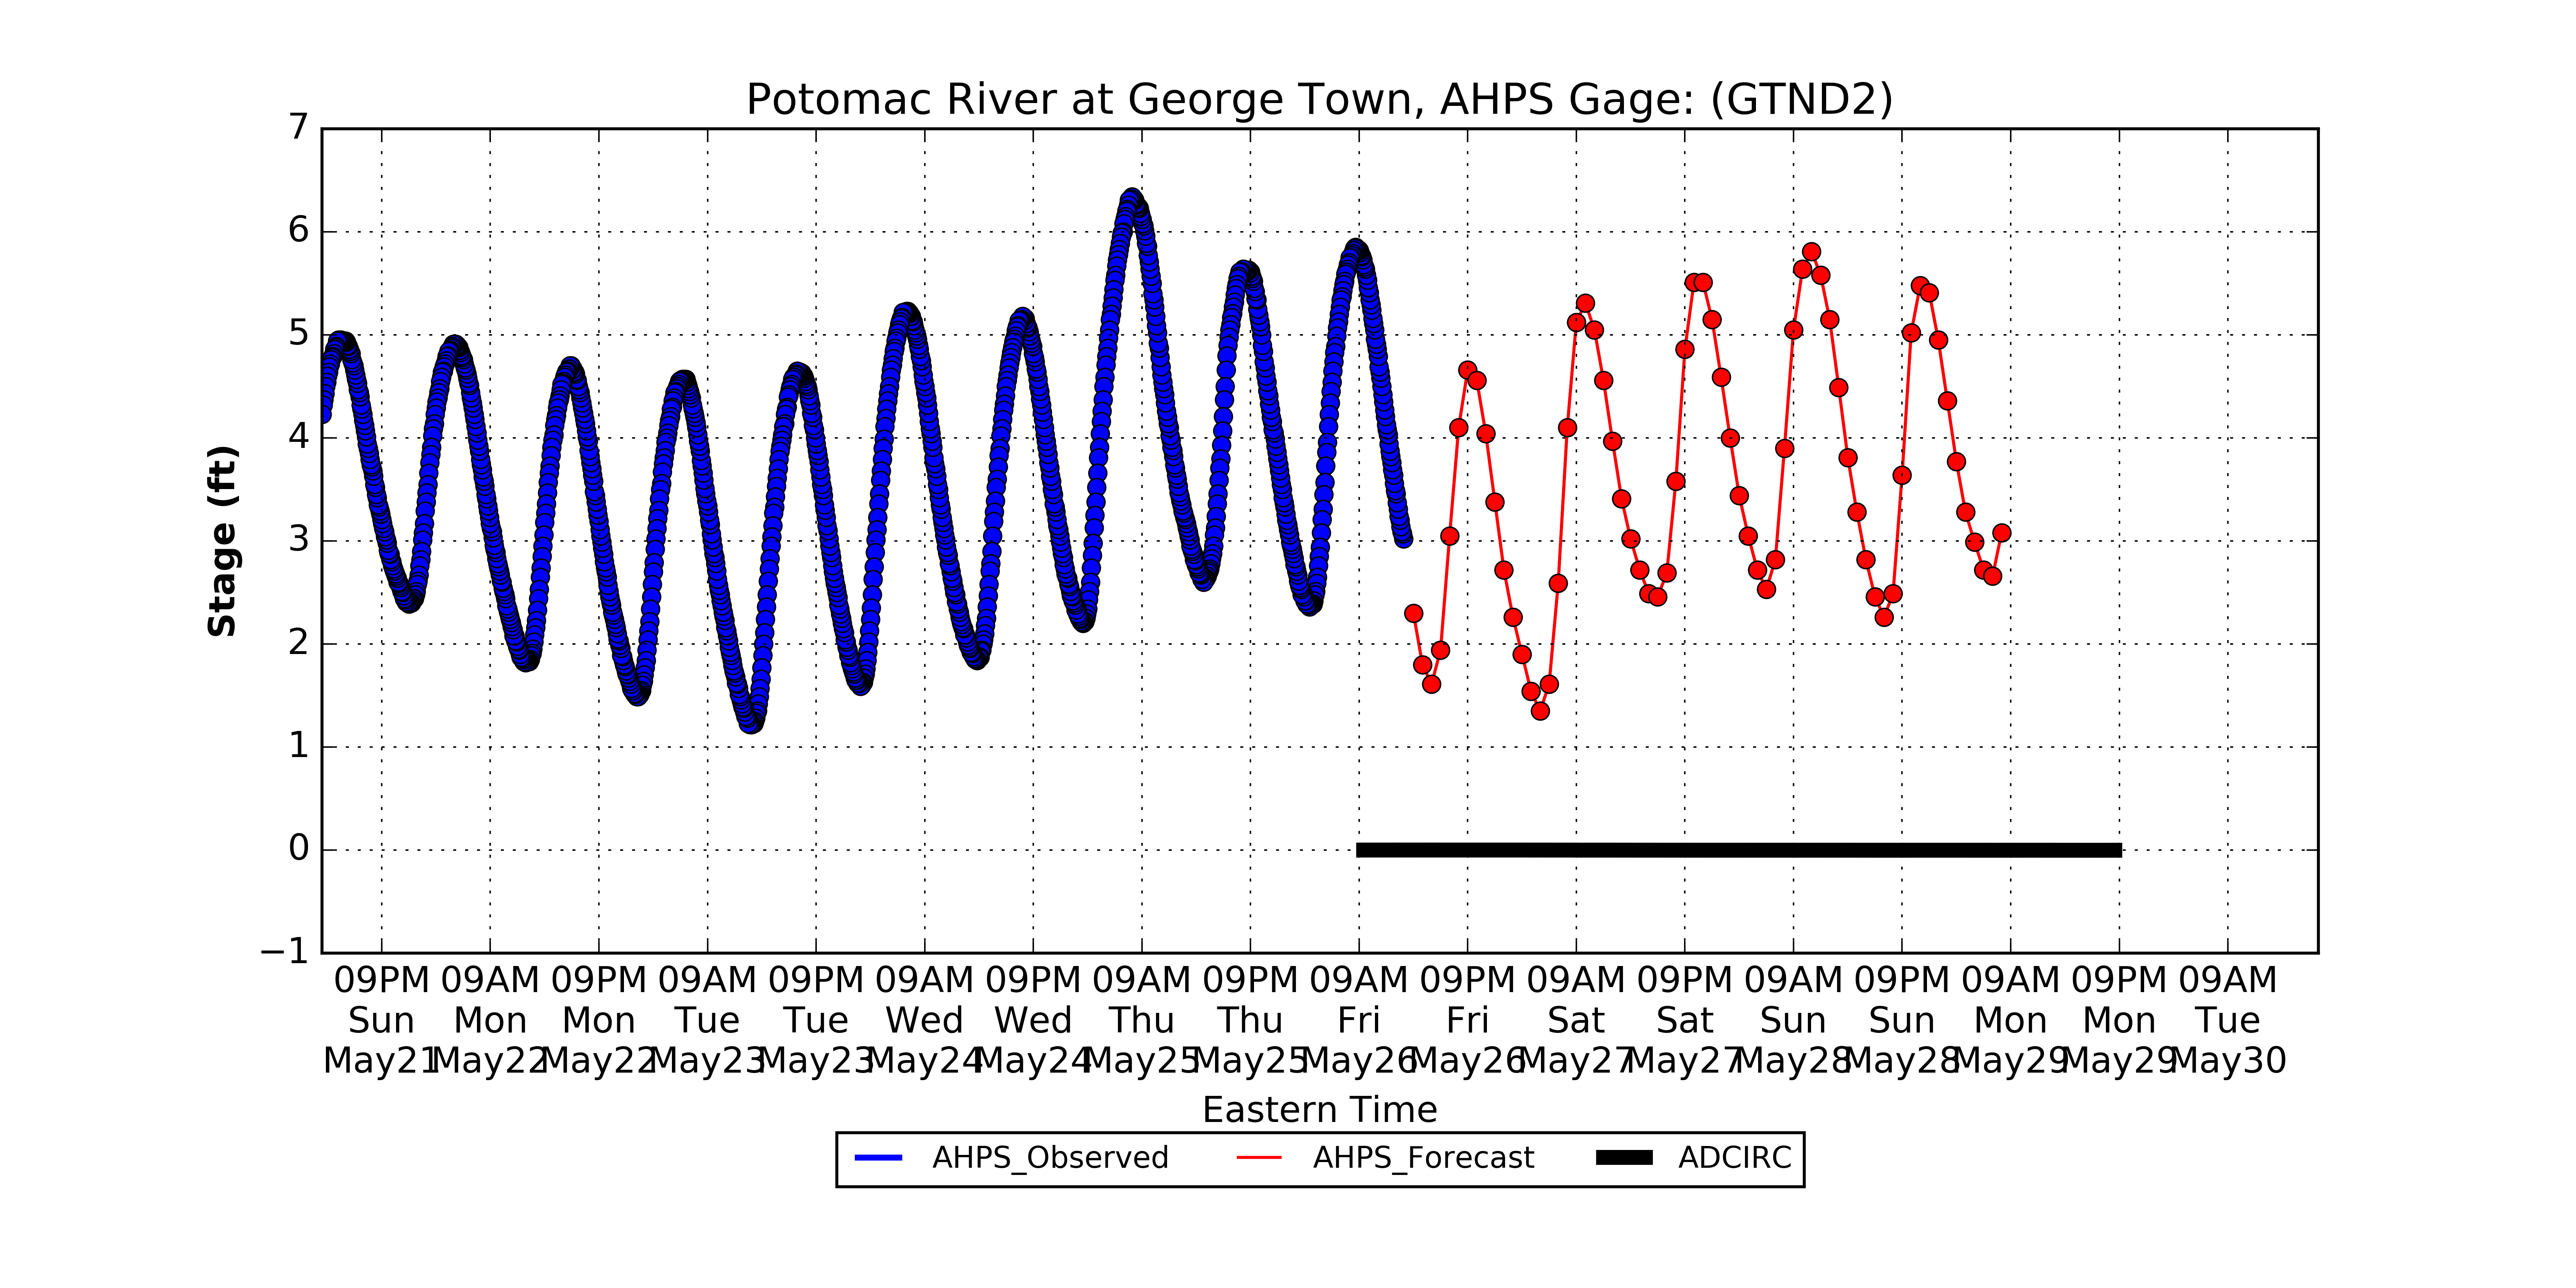 Potomac River at George Town, AHPS Gage: (GTND2)
7
6
5
4
3
2
1
0
−1
Stage (ft)
09PM 09AM 09PM 09AM 09PM 09AM 09PM 09AM 09PM 09AM 09PM 09AM 09PM 09AM 09PM 09AM 09PM 09AM
Sun Mon Mon Tue Tue Wed Wed Thu Thu Fri Fri Sat Sat Sun Sun Mon Mon Tue
May21 May22 May22 May23 May23 May24 May24 May25 May25 May26 May26 May27 May27 May28 May28 May29 May29 May30
Eastern Time
AHPS_Observed AHPS_Forecast ADCIRC